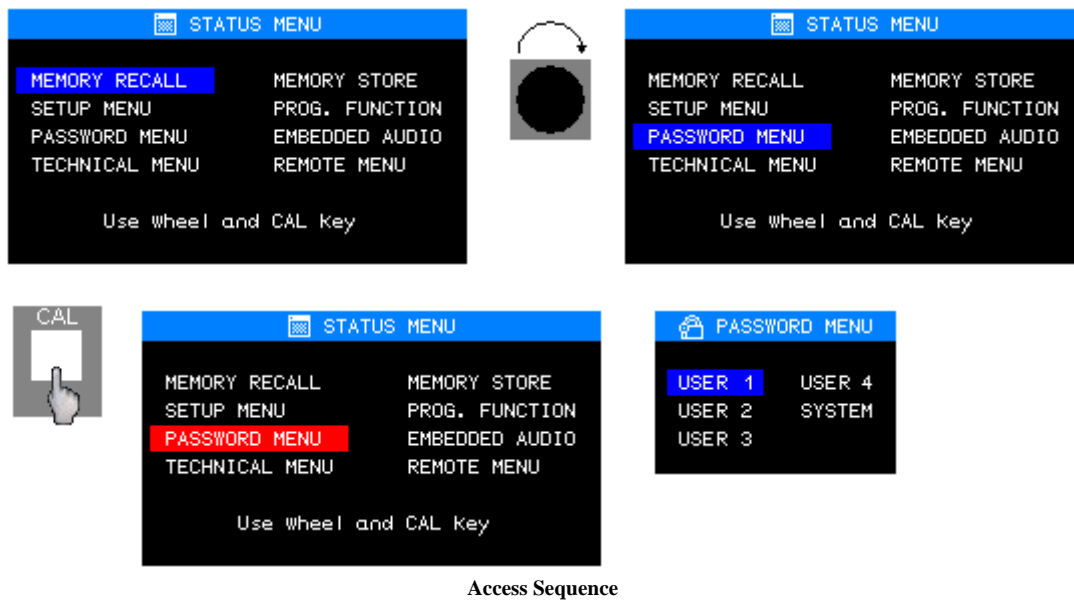 STATUS MENU
MEMORY RECALL MEMORY STORE
SETUP MENU PROG. FUNCTION
PASSWORD MENU EMBEDDED AUDIO
TECHNICAL MENU REMOTE MENU
Use Wheel and CAL Key
STATUS MENU
MEMORY RECALL MEMORY STORE
SETUP MENU PROG. FUNCTION
PASSWORD MENU EMBEDDED AUDIO
TECHNICAL MENU REMOTE MENU
Use Wheel and CAL Key
CAL
STATUS MENU
MEMORY RECALL MEMORY STORE
SETUP MENU PROG. FUNCTION
PASSWORD MENU EMBEDDED AUDIO
TECHNICAL MENU REMOTE MENU
Use Wheel and CAL Key
PASSWORD MENU
USER 1 USER 4
USER 2 SYSTEM
USER 3
Access Sequence